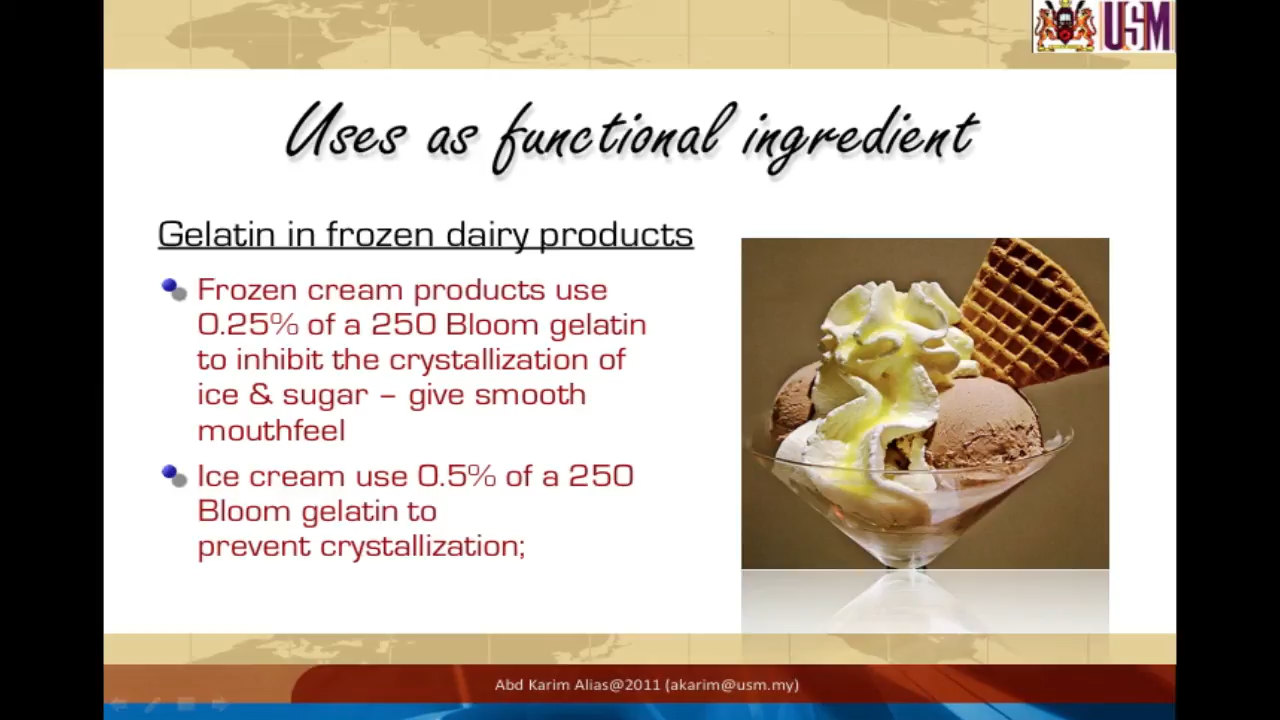 USM
Uses as functional ingredient
Gelatin in frozen dairy products
Frozen cream products use
0.25% of a 250 Bloom gelatin
to inhibit the crystallization of
ice & sugar – give smooth
mouthfeel
Ice cream use 0.5% of a 250
Bloom gelatin to
prevent crystallization;
Abd Karim Alias@2011 (akarim@usm.my)